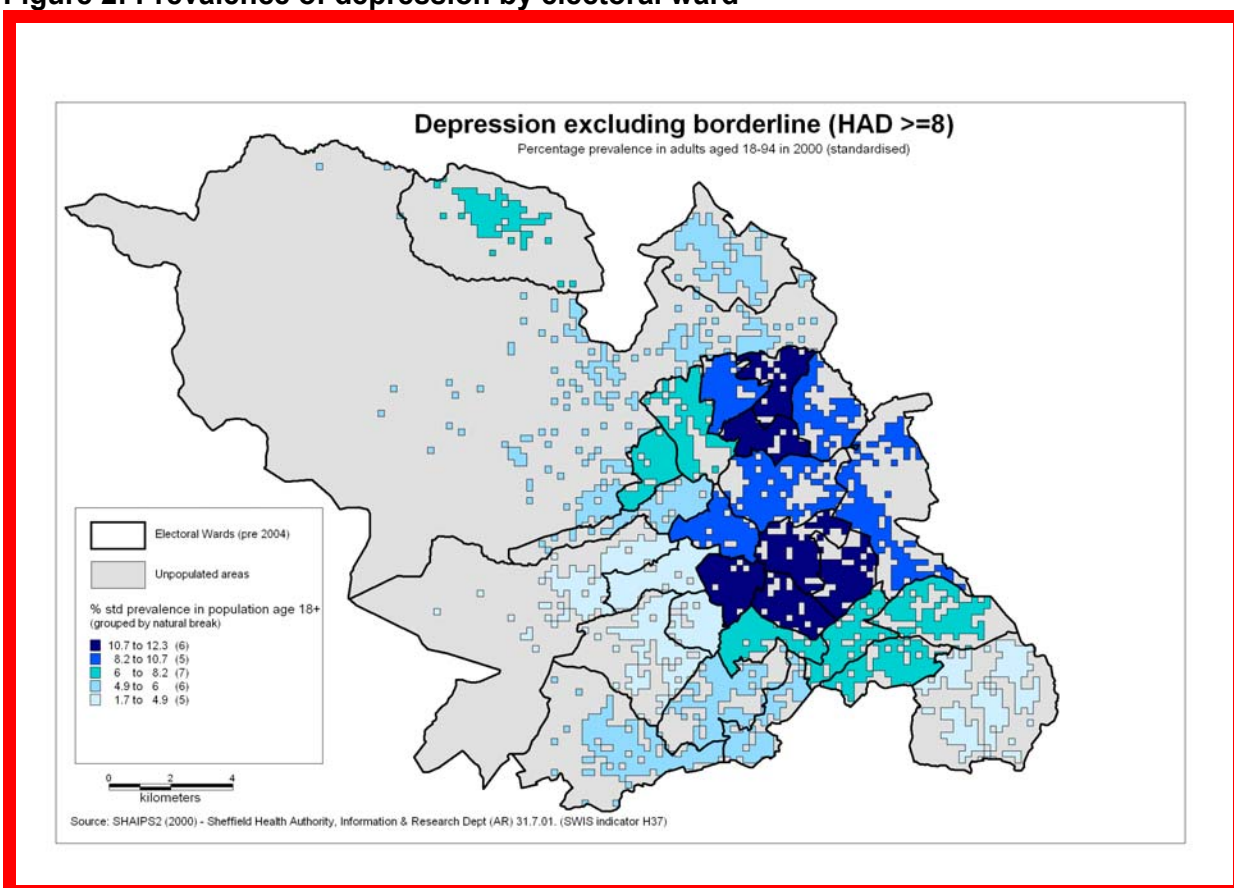 Figure 2: Prevalence of depression by electoral ward
Depression excluding borderline (HAD >=8)
Percentage prevalence in adults aged 18-94 in 2000 (standardised)
Electoral Wards (pre 2004)
Unpopulated areas
% std prevalence in population age 18+
(grouped by natural break)
10.7 to 12.3 (6)
8.2 to 10.7 (5)
6 to 8.2 (7)
4.9 to 6 (6)
1.7 to 4.9 (5)
0 2 4
kilometers
Source: SHAIPS2 (2000) - Sheffield Health Authority, Information & Research Dept (AR) 31.7.01. (SWIS indicator H37)